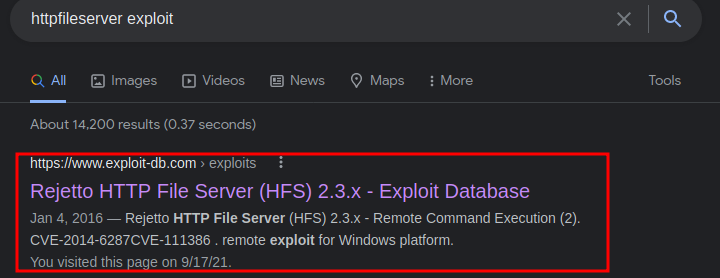 httpfileserver exploit
All Images Videos News Maps More Tools
About 14,200 results (0.37 seconds)
https://www.exploit-db.com › exploits
Rejetto HTTP File Server (HFS) 2.3.x - Exploit Database
Jan 4, 2016 — Rejetto HTTP File Server (HFS) 2.3.x - Remote Command Execution (2).
CVE-2014-6287CVE-111386 . remote exploit for Windows platform.
You visited this page on 9/17/21.